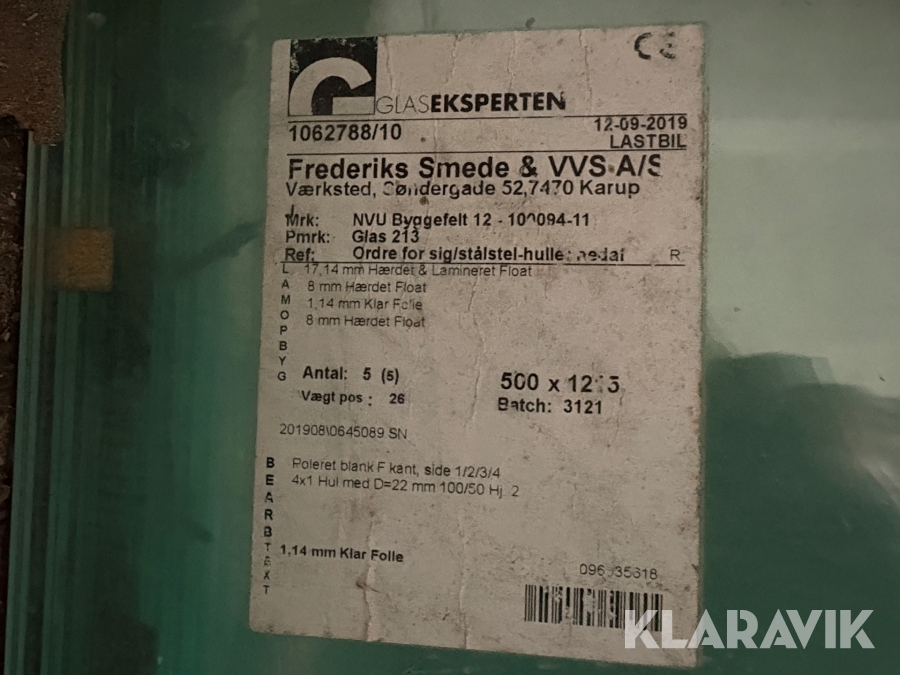 CE
GLASEKSPERTEN
1062788/10
12-09-2019
LASTBIL
Frederiks Smede & VVS A/S
Værksted, Søndergade 52,7470 Karup
Mrk: NVU Byggefelt 12 - 100094-11
Pmrk: Glas 213
Ref: Ordre for sig/stålstel-huller R
LAMOPBYG
17,14 mm Hærdet & Lamineret Float
8 mm Hærdet Float
1,14 mm Klar Folie
8 mm Hærdet Float
Antal: 5 (5)
500 x
Vægt pos : 26
Batch: 3121
201908\0645089 SN
BEARBTEXT
Poleret blank F kant, side 1/2/3/4
4x1 Hul med D=22 mm 100/50 Hj. 2
1,14 mm Klar Folie
KLARAVIK